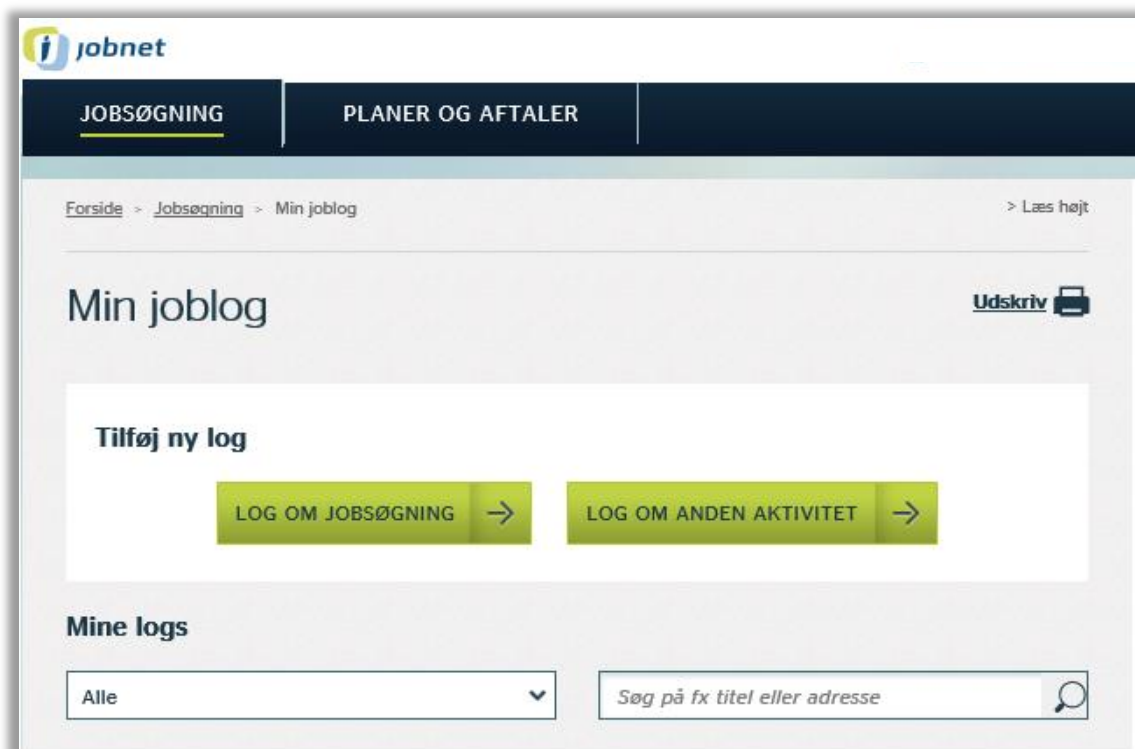 jobnet
JOBSØGNING PLANER OG AFTALER
Forside > Jobsøgning > Min joblog > Læs højt
Min joblog Udskriv
Tilføj ny log
LOG OM JOBSØGNING LOG OM ANDEN AKTIVITET
Mine logs
Alle Søg på fx titel eller adresse